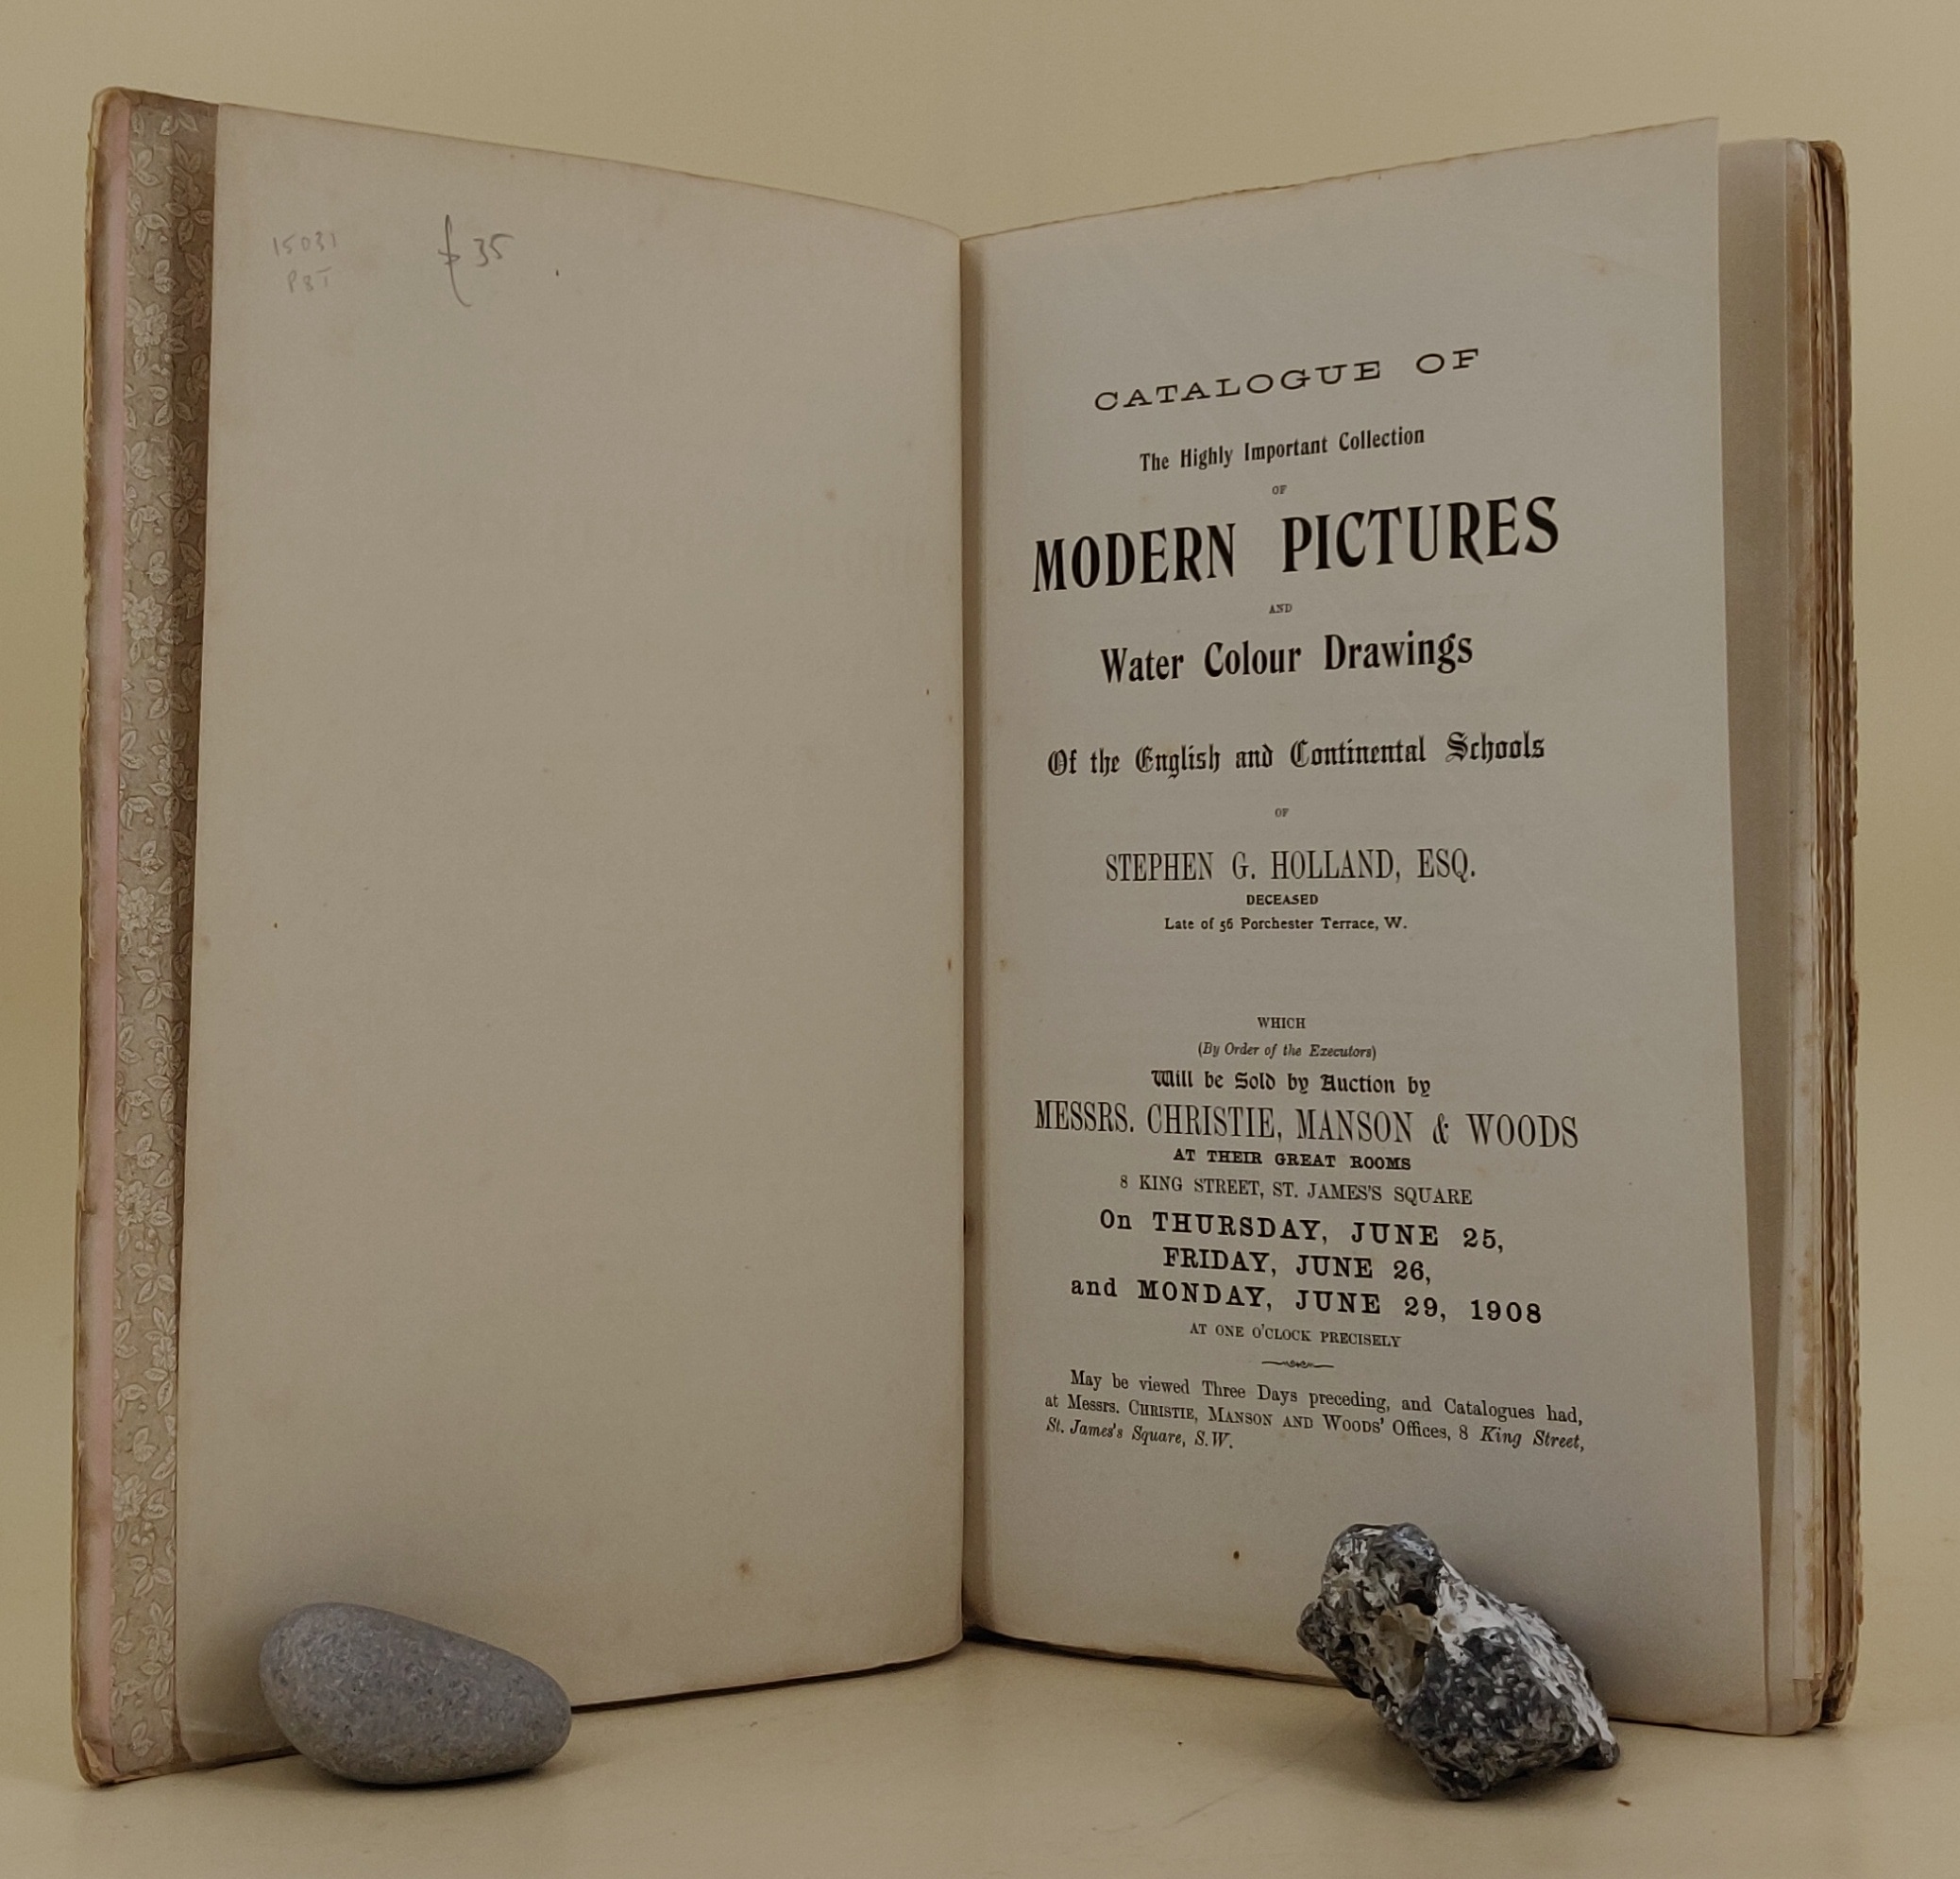 15031
PBT
£35
CATALOGUE OF
The Highly Important Collection
OF
MODERN PICTURES
AND
Water Colour Drawings
Of the English and Continental Schools
OF
STEPHEN G. HOLLAND, ESQ.
DECEASED
Late of 56 Porchester Terrace, W.
WHICH
(By Order of the Executors)
Will be Sold by Auction by
MESSRS. CHRISTIE, MANSON & WOODS
AT THEIR GREAT ROOMS
8 KING STREET, ST. JAMES'S SQUARE
On THURSDAY, JUNE 25,
FRIDAY, JUNE 26,
and MONDAY, JUNE 29, 1908
AT ONE O'CLOCK PRECISELY
May be viewed Three Days preceding, and Catalogues had,
at Messrs. CHRISTIE, MANSON AND WOODS' Offices, 8 King Street,
St. James's Square, S.W.